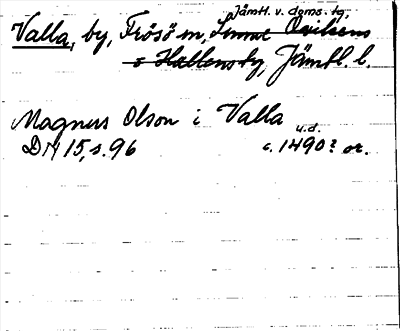 Jämtl. v. doms. tg,
Valla, by, Frösö sn, Sunne Oviksens
o Hallens tg, Jämtl. l.
Magnus Olson i Valla
u.d.
DN 15, s. 96 c. 1490? or.